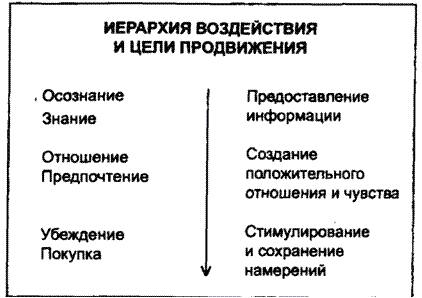 ИЕРАРХИЯ ВОЗДЕЙСТВИЯ
И ЦЕЛИ ПРОДВИЖЕНИЯ
Осознание
Знание
Предоставление
информации
Отношение
Предпочтение
Создание
положительного
отношения и чувства
Убеждение
Покупка
Стимулирование
и сохранение
намерений